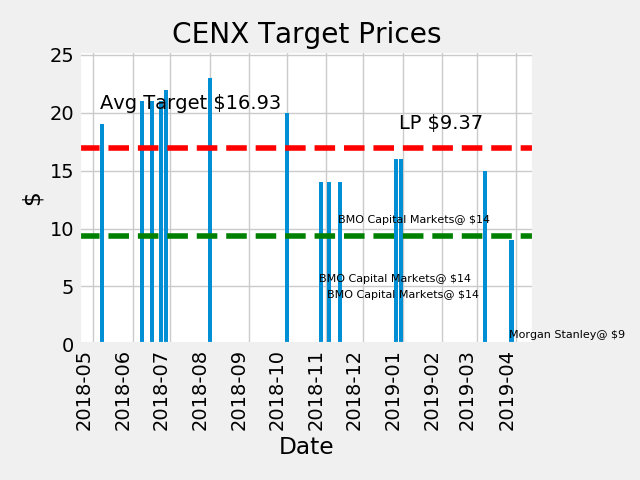 CENX Target Prices
25
Avg Target $16.93
20
LP $9.37
15
BMO Capital Markets@ $14
10
BMO Capital Markets@ $14
5
BMO Capital Markets@ $14
Morgan Stanley@ $9
0
$
2018-05
2018-06
2018-07
2018-08
2018-09
2018-10
2018-11
2018-12
2019-01
2019-02
2019-03
2019-04
Date